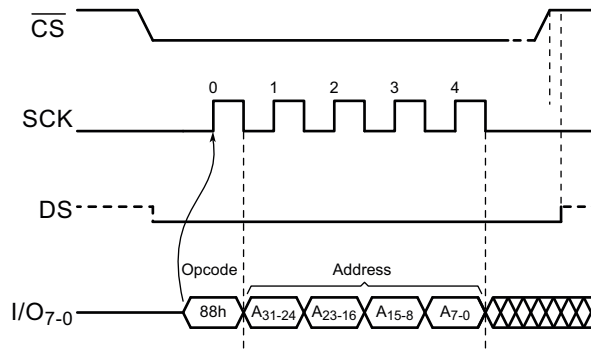 CS
SCK
0 1 2 3 4
DS
Opcode Address
I/O7-0 88h A31-24 A23-16 A15-8 A7-0